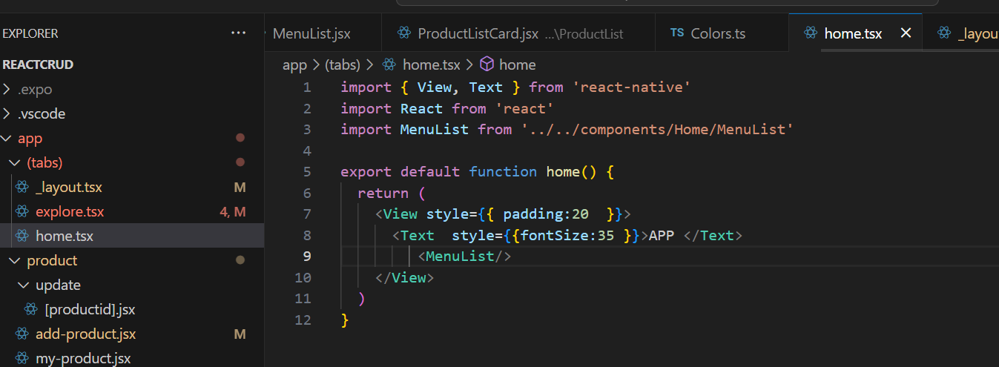 EXPLORER ...
REACTCRUD
.expo
.vscode
app
(tabs)
_layout.tsx M
explore.tsx 4, M
home.tsx
product
update
[productid].jsx
add-product.jsx M
my-product.jsx
MenuList.jsx ProductListCard.jsx ...\ProductList TS Colors.ts home.tsx _layou
app > (tabs) > home.tsx > home
1 import { View, Text } from 'react-native'
2 import React from 'react'
3 import MenuList from '../../components/Home/MenuList'
4
5 export default function home() {
6 return (
7 <View style={{ padding:20  }}>
8 <Text  style={{fontSize:35 }}>APP </Text>
9 <MenuList/>
10 </View>
11 )
12 }